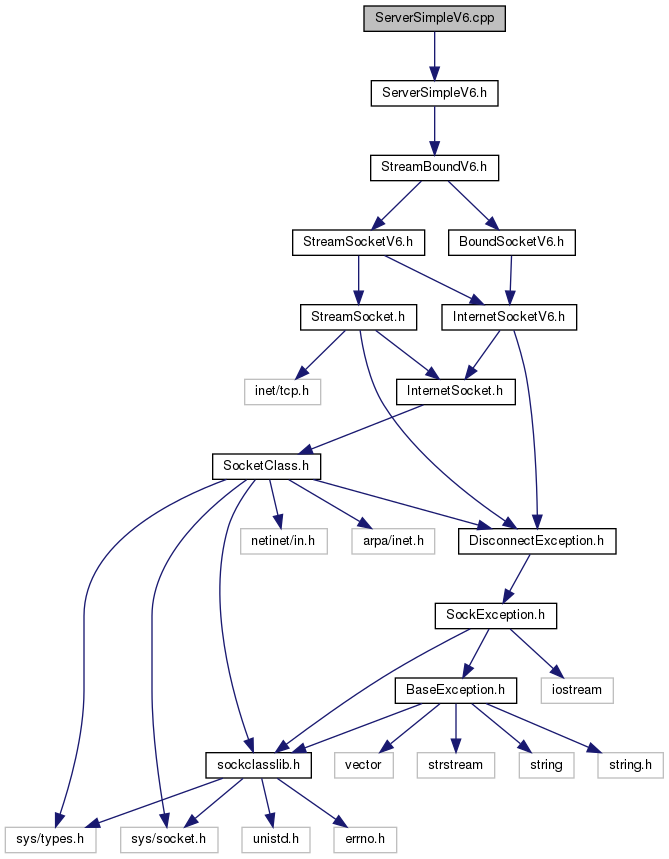 ServerSimpleV6.cpp
ServerSimpleV6.h
StreamBoundV6.h
StreamSocketV6.h
BoundSocketV6.h
StreamSocket.h
InternetSocketV6.h
inet/tcp.h
InternetSocket.h
SocketClass.h
netinet/in.h
arpa/inet.h
DisconnectException.h
SockException.h
BaseException.h
iostream
sockclasslib.h
vector
strstream
string
string.h
sys/types.h
sys/socket.h
unistd.h
errno.h